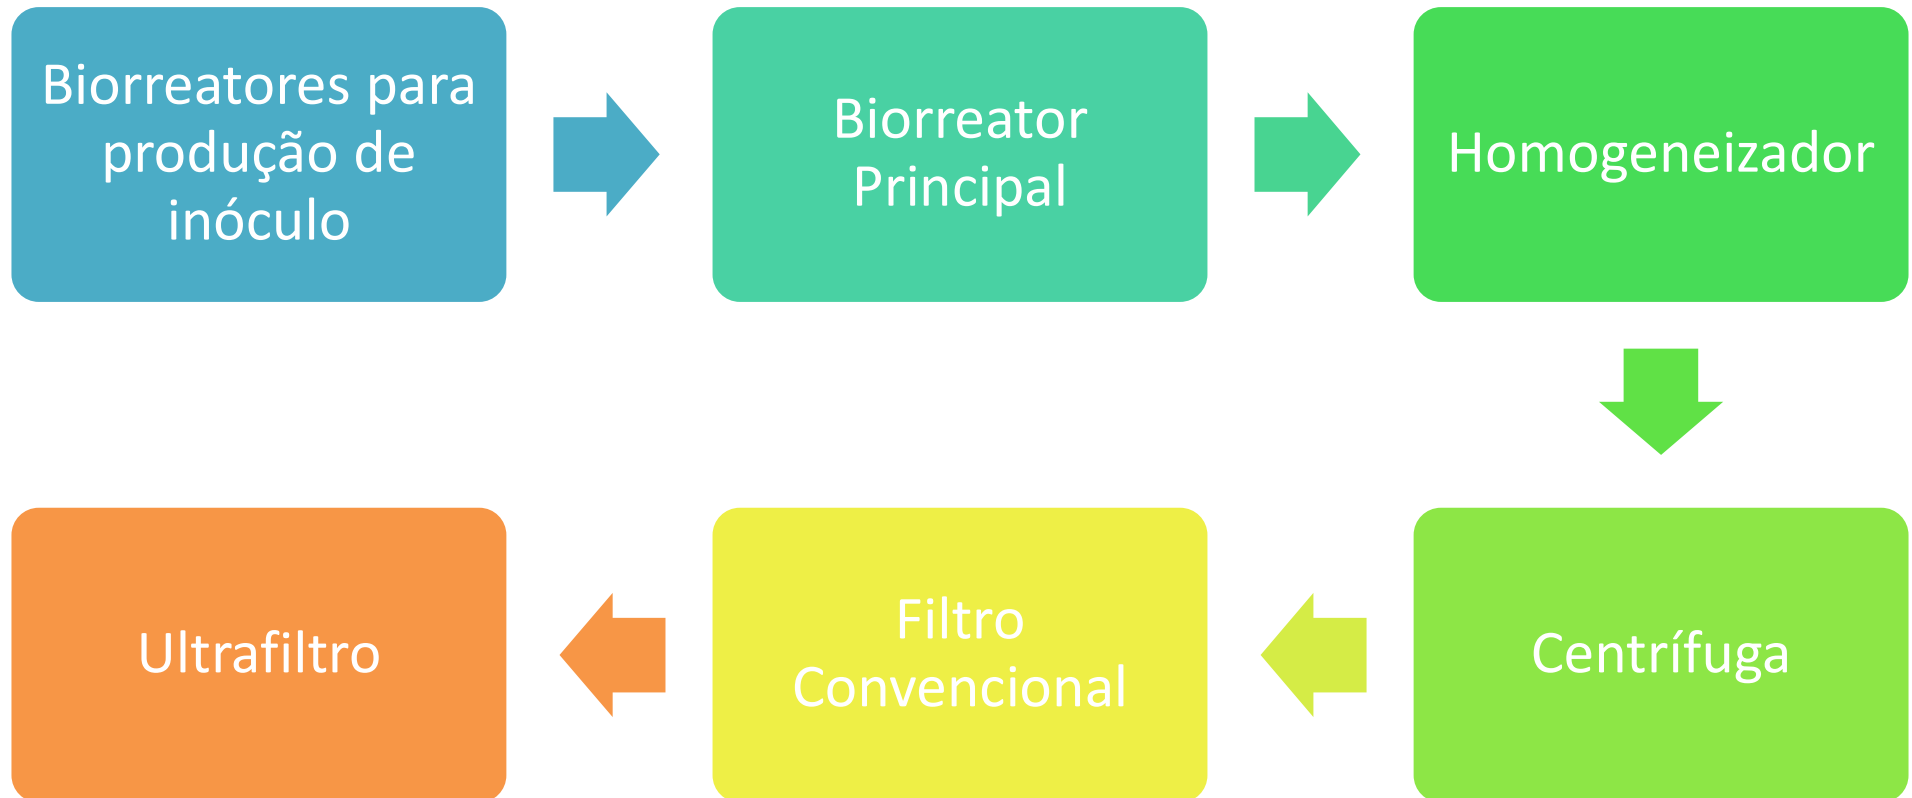 Biorreatores para
produção de
inóculo
Biorreator
Principal
Homogeneizador
Centrífuga
Filtro
Convencional
Ultrafiltro